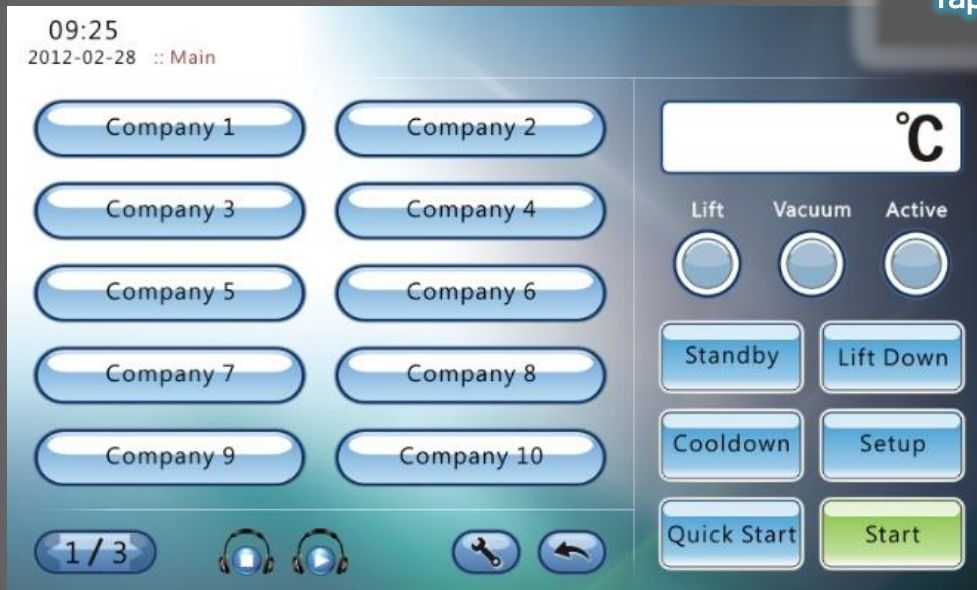 09:25
2012-02-28 :: Main
Company 1
Company 2
Company 3
Company 4
Company 5
Company 6
Company 7
Company 8
Company 9
Company 10
1/3
°C
Lift Vacuum Active
Standby
Lift Down
Cooldown
Setup
Quick Start
Start